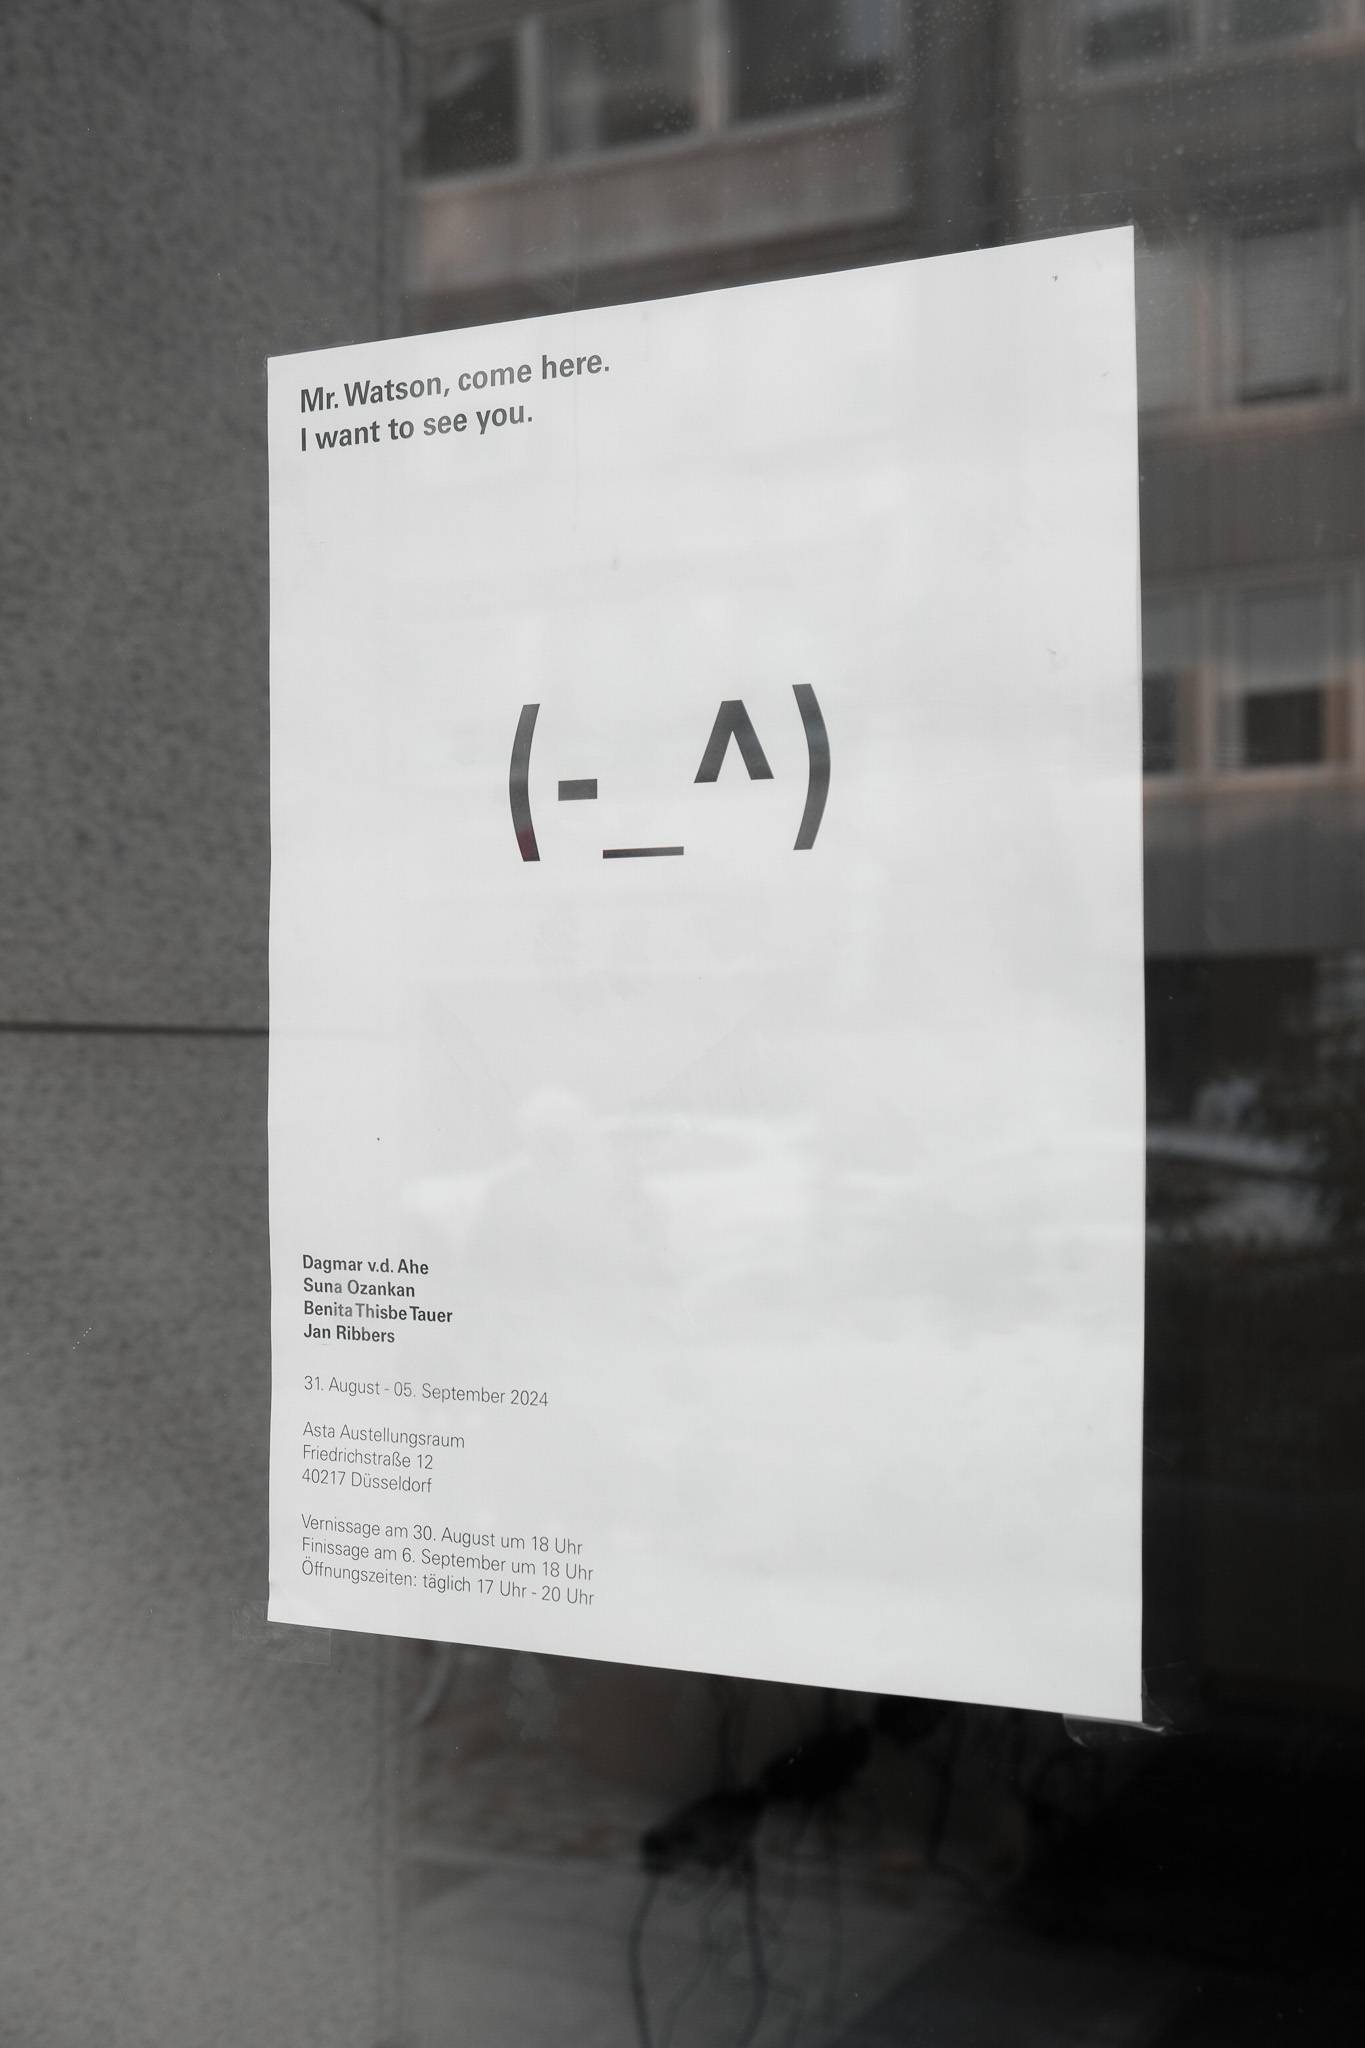 Mr. Watson, come here.
I want to see you.
(-_^)
Dagmar v.d. Ahe
Suna Ozankan
Benita Thisbe Tauer
Jan Ribbers
31. August - 05. September 2024
Asta Austellungsraum
Friedrichstraße 12
40217 Düsseldorf
Vernissage am 30. August um 18 Uhr
Finissage am 6. September um 18 Uhr
Öffnungszeiten: täglich 17 Uhr - 20 Uhr